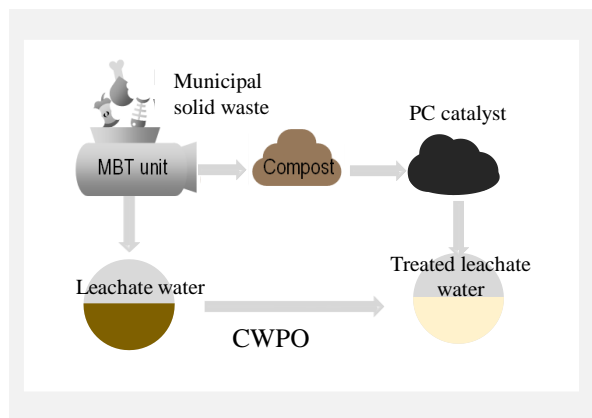 Municipal
solid waste
PC catalyst
MBT unit
Compost
Leachate water
Treated leachate
water
CWPO